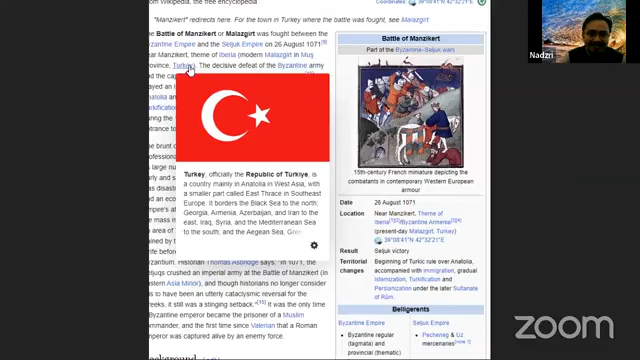 From Wikipedia, the free encyclopedia
Coordinates: 39°08′41″N 42°32′21″E
"Manzikert" redirects here. For the town in Turkey where the battle was fought, see Malazgirt
Battle of Manzikert or Malazgirt was fought between the
Byzantine Empire and the Seljuk Empire on 26 August 1071
near Manzikert, theme of Iberia (modern Malazgirt in Muş
Province, Turkey). The decisive defeat of the Byzantine army
Turkey, officially the Republic of Türkiye, is
a country mainly in Anatolia in West Asia, with
a smaller part called East Thrace in Southeast
Europe. It borders the Black Sea to the north;
Georgia, Armenia, Azerbaijan, and Iran to the
east; Iraq, Syria, and the Mediterranean Sea
to the south; and the Aegean Sea, Gree
Byzantium. Historian Thomas Asbridge says: "In 1071, the
Seljuqs crushed an imperial army at the Battle of Manzikert (in
eastern Asia Minor), and though historians no longer consider
to have been an utterly cataclysmic reversal for the
Greeks, it still was a stinging setback." It was the only time
Byzantine emperor became the prisoner of a Muslim
commander, and the first time since Valerian that a Roman
emperor was captured alive by an enemy force.
Background
Battle of Manzikert
Part of the Byzantine–Seljuk wars
15th-century French miniature depicting the
combatants in contemporary Western European
armour
Date 26 August 1071
Location Near Manzikert, Theme of
Iberia/Byzantine Armenia
(present-day Malazgirt, Turkey)
39°08′41″N 42°32′21″E
Result Seljuk victory
Territorial changes Beginning of Turkic rule over Anatolia,
accompanied with immigration, gradual
Islamization, Turkification and
Persianization under the later Sultanate
of Rûm.
Belligerents
Byzantine Empire Seljuk Empire
Byzantine regular
(tagmata) and
provincial (thematic)
Pecheneg & Uz
mercenaries
Nadzri
zoom